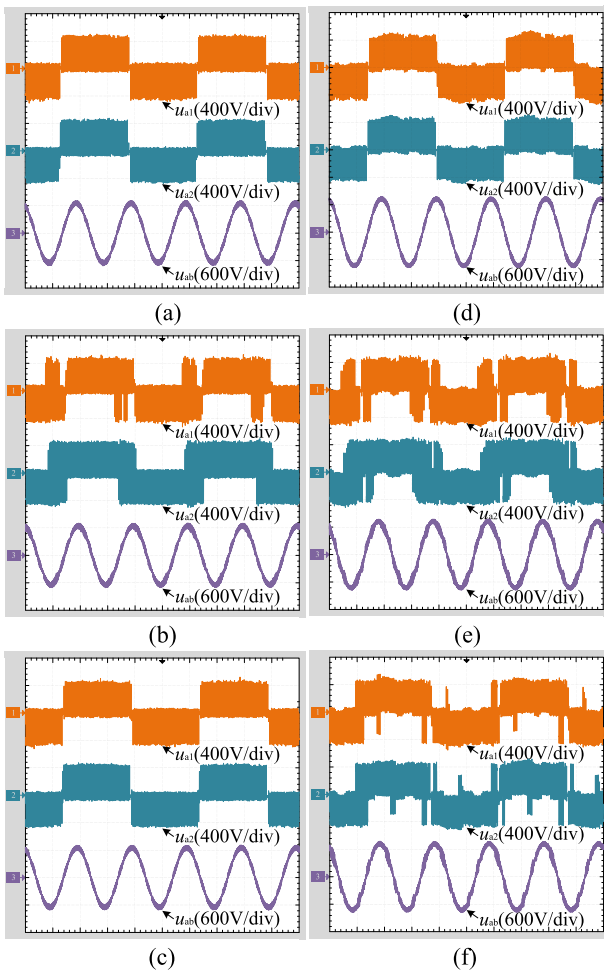 1
u_a1(400V/div)
2
u_a2(400V/div)
3
u_ab(600V/div)
(a)
1
u_a1(400V/div)
2
u_a2(400V/div)
3
u_ab(600V/div)
(d)
1
u_a1(400V/div)
2
u_a2(400V/div)
3
u_ab(600V/div)
(b)
1
u_a1(400V/div)
2
u_a2(400V/div)
3
u_ab(600V/div)
(e)
1
u_a1(400V/div)
2
u_a2(400V/div)
3
u_ab(600V/div)
(c)
1
u_a1(400V/div)
2
u_a2(400V/div)
3
u_ab(600V/div)
(f)